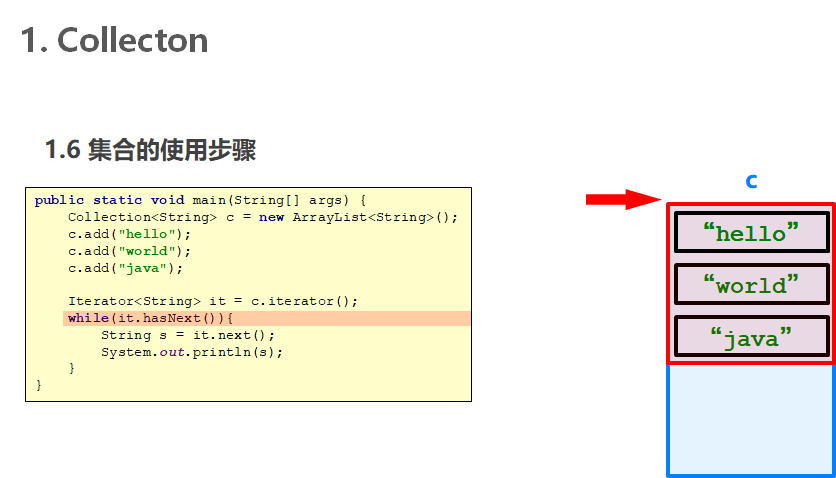 1. Collecton
1.6 集合的使用步骤
public static void main(String[] args) {
    Collection<String> c = new ArrayList<String>();
    c.add("hello");
    c.add("world");
    c.add("java");
    Iterator<String> it = c.iterator();
    while(it.hasNext()){
        String s = it.next();
        System.out.println(s);
    }
}
c
“hello”
“world”
“java”